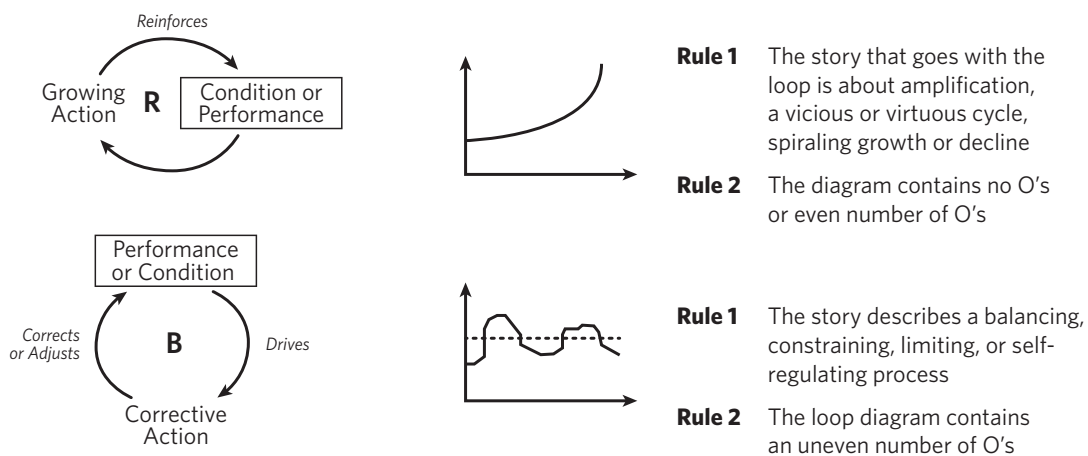 Reinforces
Growing
Action
R
Condition or
Performance
Rule 1 The story that goes with the
loop is about amplification,
a vicious or virtuous cycle,
spiraling growth or decline
Rule 2 The diagram contains no O's
or even number of O's
Performance
or Condition
Corrects
or Adjusts
B
Drives
Corrective
Action
Rule 1 The story describes a balancing,
constraining, limiting, or self-
regulating process
Rule 2 The loop diagram contains
an uneven number of O's